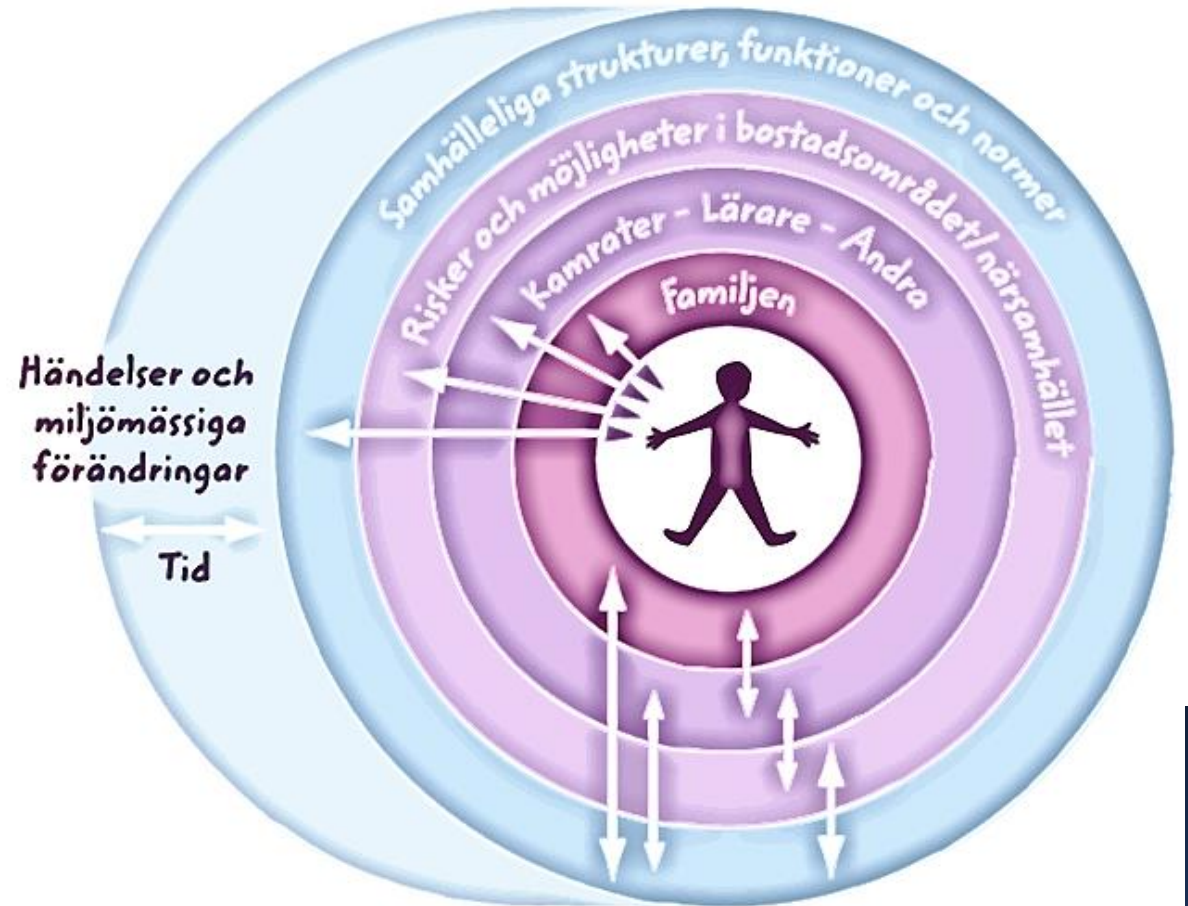 Samhälleliga strukturer, funktioner och normer
Risker och möjligheter i bostadsområdet/närsamhället
Kamrater - Lärare - Andra
Familjen
Händelser och
miljömässiga
förändringar
Tid